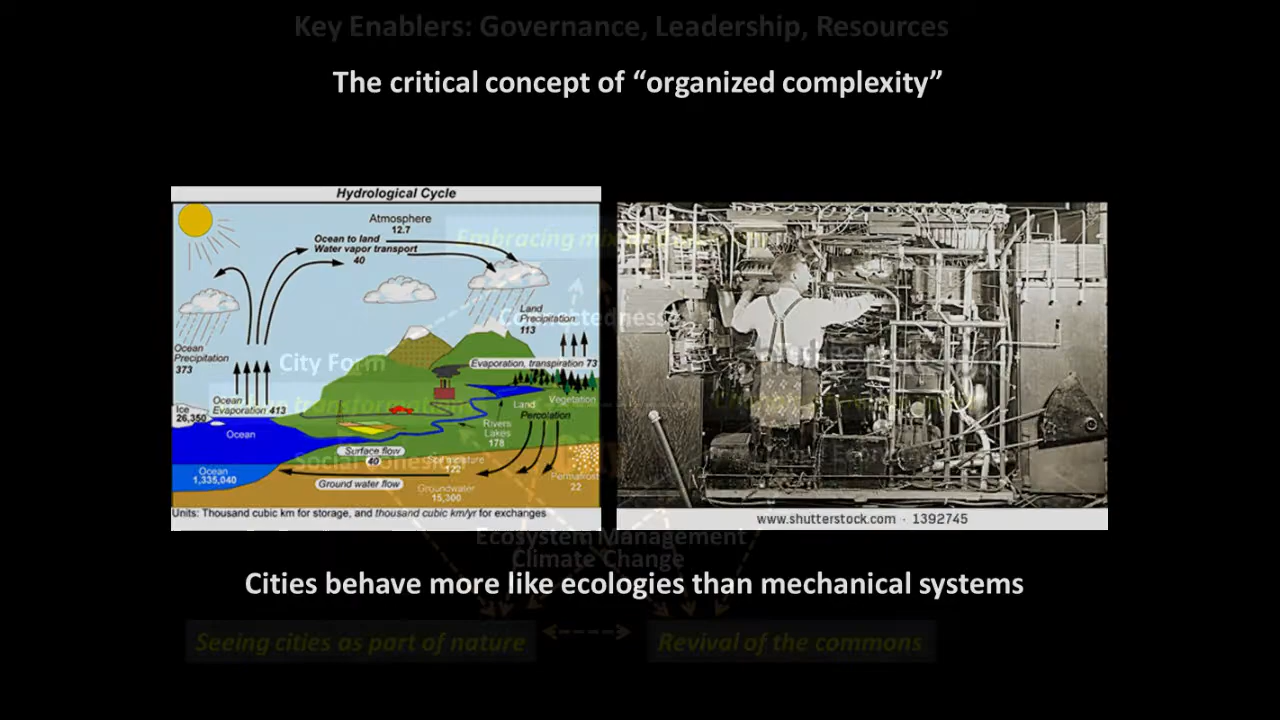 Key Enablers: Governance, Leadership, Resources
The critical concept of “organized complexity”
Hydrological Cycle
Atmosphere
12.7
Ocean to land
Water vapor transport
40
Land
Precipitation
113
Ocean
Precipitation
373
Evaporation, transpiration 73
Ocean
Evaporation 413
Ice
26,350
Ocean
Land
Vegetation
Percolation
Rivers
Lakes
178
Surface flow
40
122
Ocean
1,335,040
Ground water flow
Groundwater
15,300
Permafrost
22
Units: Thousand cubic km for storage, and thousand cubic km/yr for exchanges
Embracing
Connectedness
City Form
www.shutterstock.com · 1392745
Ecosystem Management
Climate Change
Cities behave more like ecologies than mechanical systems
Seeing cities as part of nature
Revival of the commons